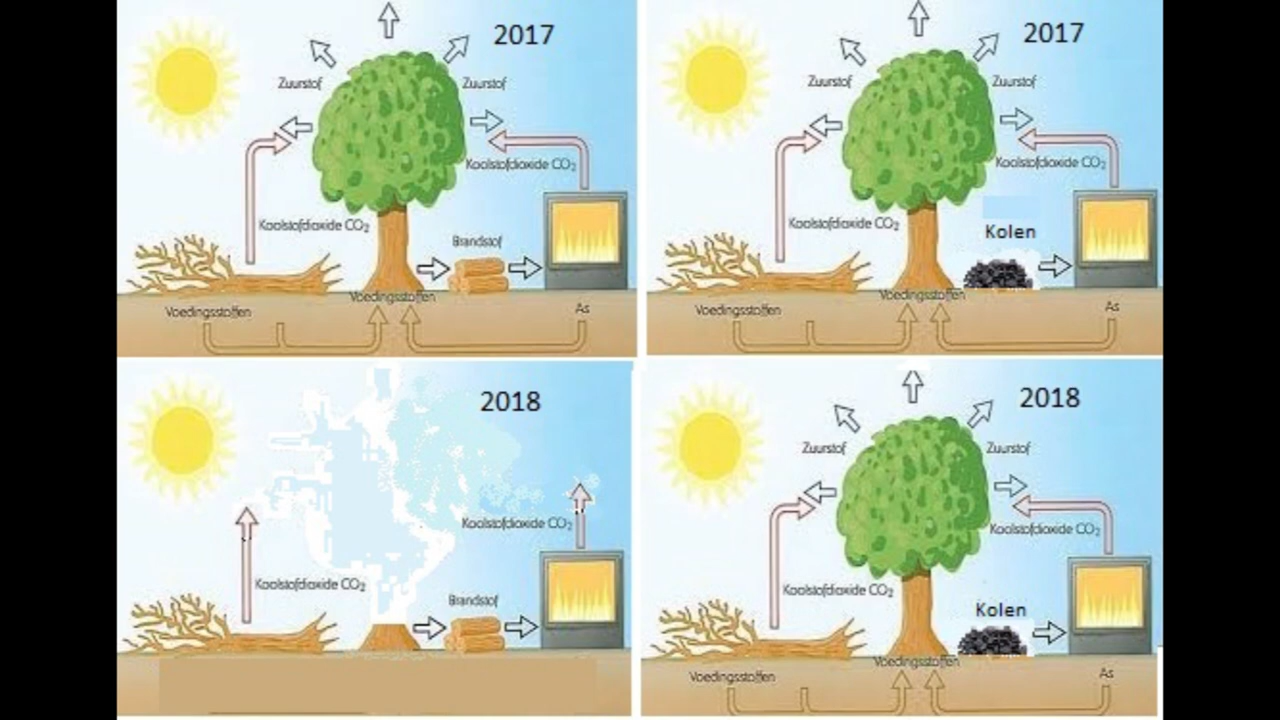 2017
Zuurstof
Zuurstof
Koolstofdioxide CO₂
Koolstofdioxide CO₂
Brandstof
Voedingsstoffen
Voedingsstoffen
As
2017
Zuurstof
Zuurstof
Koolstofdioxide CO₂
Koolstofdioxide CO₂
Kolen
Voedingsstoffen
Voedingsstoffen
As
2018
Koolstofdioxide CO₂
Koolstofdioxide CO₂
Brandstof
2018
Zuurstof
Zuurstof
Koolstofdioxide CO₂
Koolstofdioxide CO₂
Kolen
Voedingsstoffen
Voedingsstoffen
As